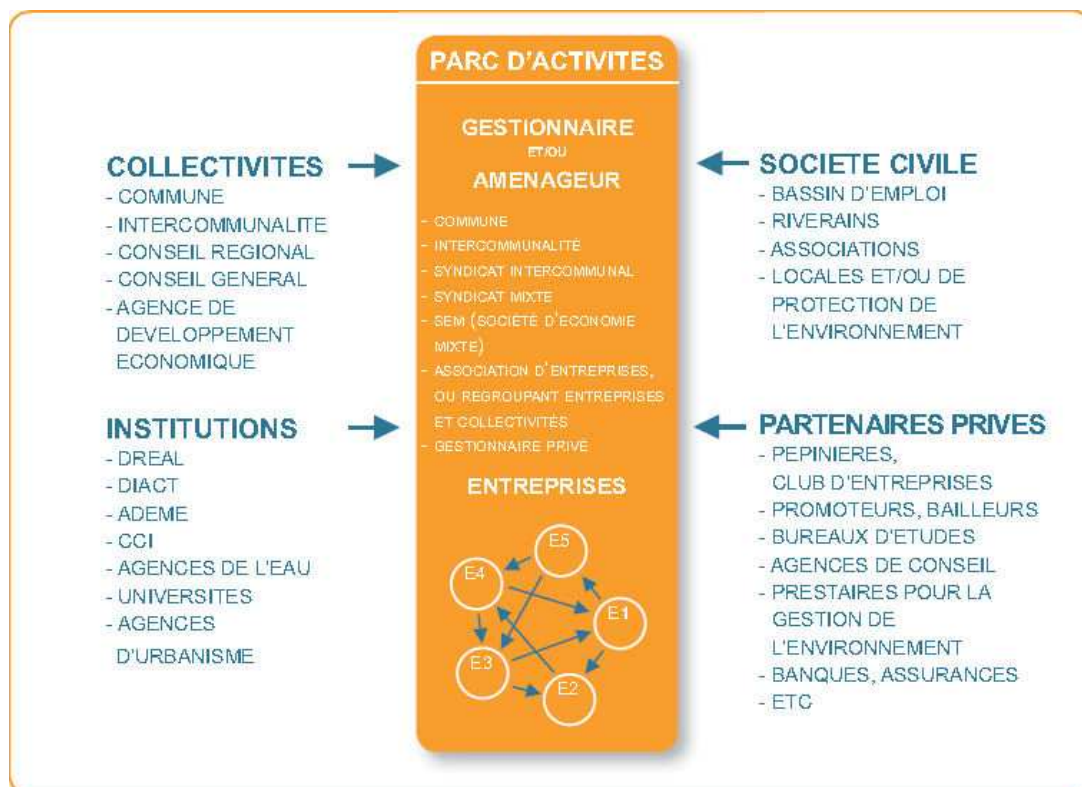 PARC D'ACTIVITES
GESTIONNAIRE
ET/OU
AMENAGEUR
- COMMUNE
- INTERCOMMUNALITÉ
- SYNDICAT INTERCOMMUNAL
- SYNDICAT MIXTE
- SEM (SOCIÉTÉ D'ECONOMIE
MIXTE)
- ASSOCIATION D'ENTREPRISES,
OU REGROUPANT ENTREPRISES
ET COLLECTIVITÉS
- GESTIONNAIRE PRIVÉ
ENTREPRISES
E5
E4
E1
E3
E2
COLLECTIVITES
- COMMUNE
- INTERCOMMUNALITE
- CONSEIL REGIONAL
- CONSEIL GENERAL
- AGENCE DE
DEVELOPPEMENT
ECONOMIQUE
INSTITUTIONS
- DREAL
- DIACT
- ADEME
- CCI
- AGENCES DE L'EAU
- UNIVERSITES
- AGENCES
D'URBANISME
SOCIETE CIVILE
- BASSIN D'EMPLOI
- RIVERAINS
- ASSOCIATIONS
- LOCALES ET/OU DE
PROTECTION DE
L'ENVIRONNEMENT
PARTENAIRES PRIVES
- PEPINIERES,
CLUB D'ENTREPRISES
- PROMOTEURS, BAILLEURS
- BUREAUX D'ETUDES
- AGENCES DE CONSEIL
- PRESTAIRES POUR LA
GESTION DE
L'ENVIRONNEMENT
- BANQUES, ASSURANCES
- ETC